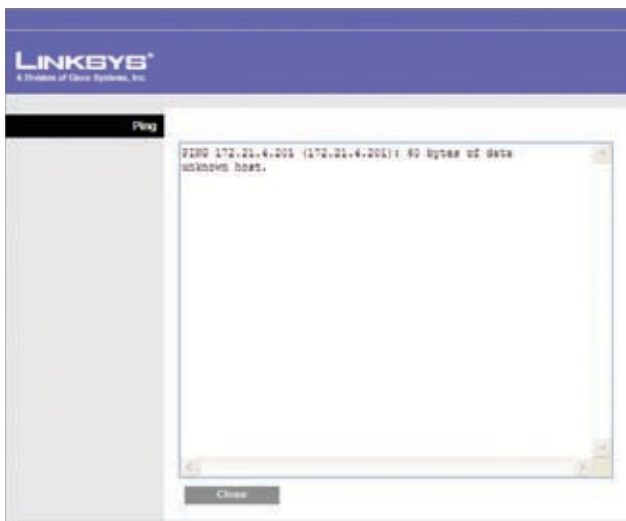 LINKSYS®
A Division of Cisco Systems, Inc.
Ping
PING 172.21.4.201 (172.21.4.201): 60 bytes of data
unknown host.
Close